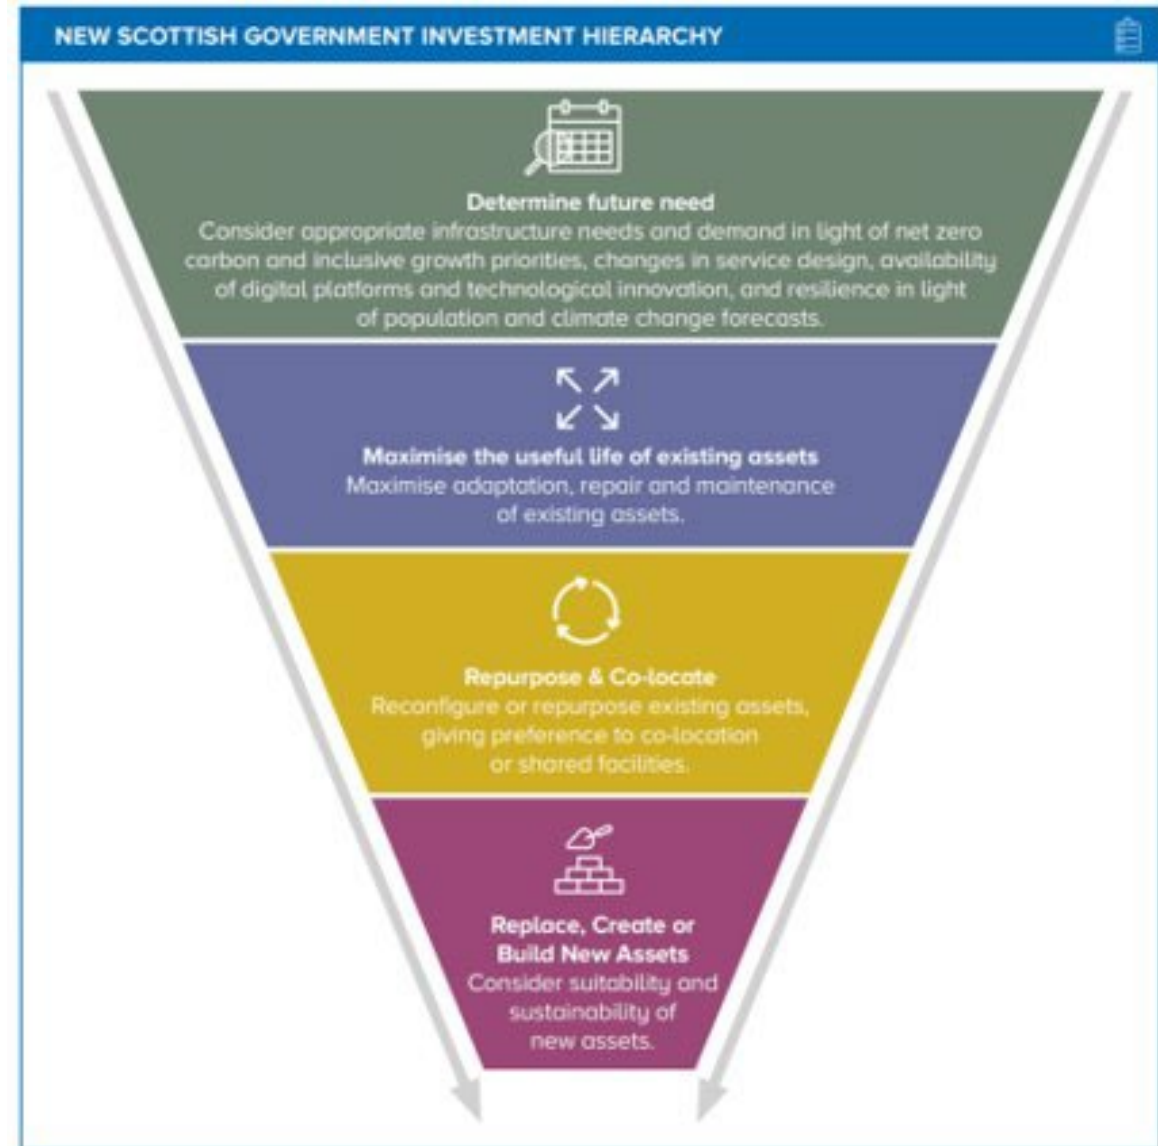 NEW SCOTTISH GOVERNMENT INVESTMENT HIERARCHY
Determine future need
Consider appropriate infrastructure needs and demand in light of net zero
carbon and inclusive growth priorities, changes in service design, availability
of digital platforms and technological innovation, and resilience in light
of population and climate change forecasts.
Maximise the useful life of existing assets
Maximise adaptation, repair and maintenance
of existing assets.
Repurpose & Co-locate
Reconfigure or repurpose existing assets,
giving preference to co-location
or shared facilities.
Replace, Create or
Build New Assets
Consider suitability and
sustainability of
new assets.